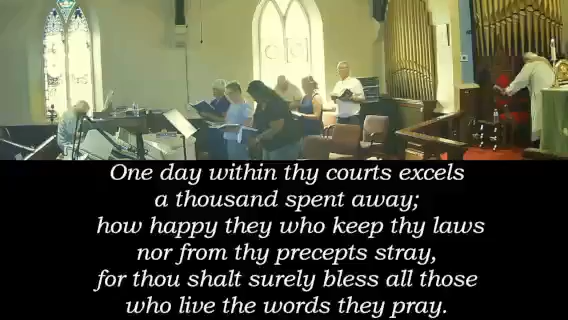 One day within thy courts excels
a thousand spent away;
how happy they who keep thy laws
nor from thy precepts stray,
for thou shalt surely bless all those
who live the words they pray.